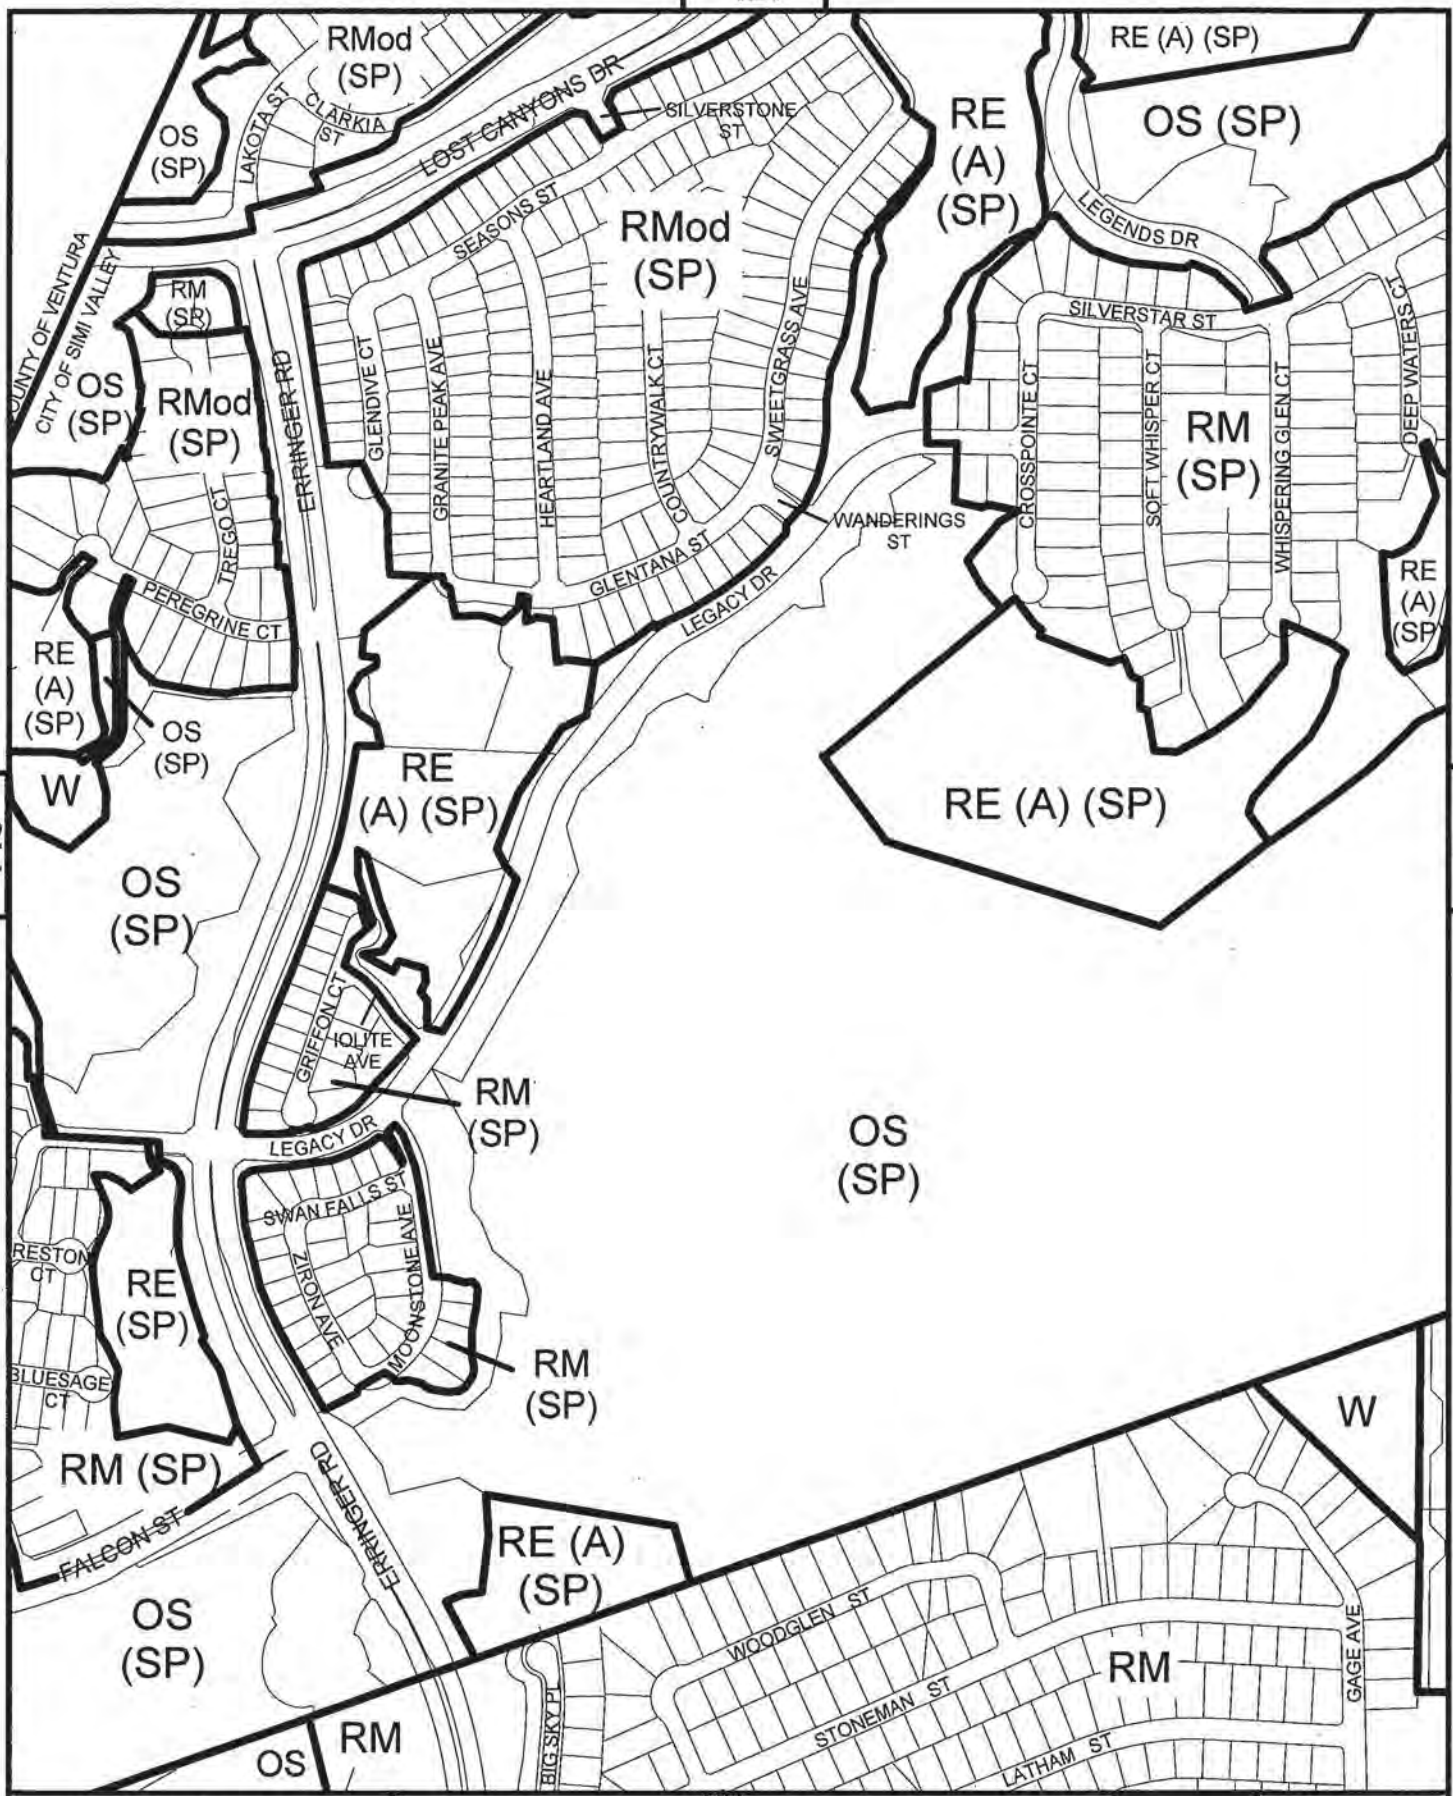 RMod
(SP)
RE (A) (SP)
LAKOTA ST
CLARKIA
ST
LOST CANYONS DR
SILVERSTONE
ST
RE
(A)
(SP)
OS (SP)
OS
(SP)
SEASONS ST
RMod
(SP)
LEGENDS DR
COUNTY OF VENTURA
CITY OF SIMI VALLEY
RM
(SP)
SILVERSTAR ST
DEEP WATERS CT
OS
(SP)
RMod
(SP)
ERRINGER RD
GLENDIVE CT
GRANITE PEAK AVE
HEARTLAND AVE
COUNTRYWALK CT
SWEETGRASS AVE
CROSSPOINTE CT
SOFT WHISPER CT
RM
(SP)
WHISPERING GLEN CT
TREGO CT
WANDERINGS
ST
GLENTANA ST
LEGACY DR
PEREGRINE CT
RE
(A)
(SP)
RE
(A)
(SP)
OS
(SP)
W
RE
(A) (SP)
RE (A) (SP)
OS
(SP)
GRIFFON CT
IOLITE
AVE
RM
(SP)
OS
(SP)
LEGACY DR
SWAN FALLS ST
RESTON
CT
RE
(SP)
ZIRON AVE
MOONSTONE AVE
RM
(SP)
BLUESAGE
CT
W
RM (SP)
FALCON ST
ERRINGER RD
RE (A)
(SP)
OS
(SP)
WOODGLEN ST
GAGE AVE
RM
STONEMAN ST
BIG SKY PL
RM
OS
LATHAM ST